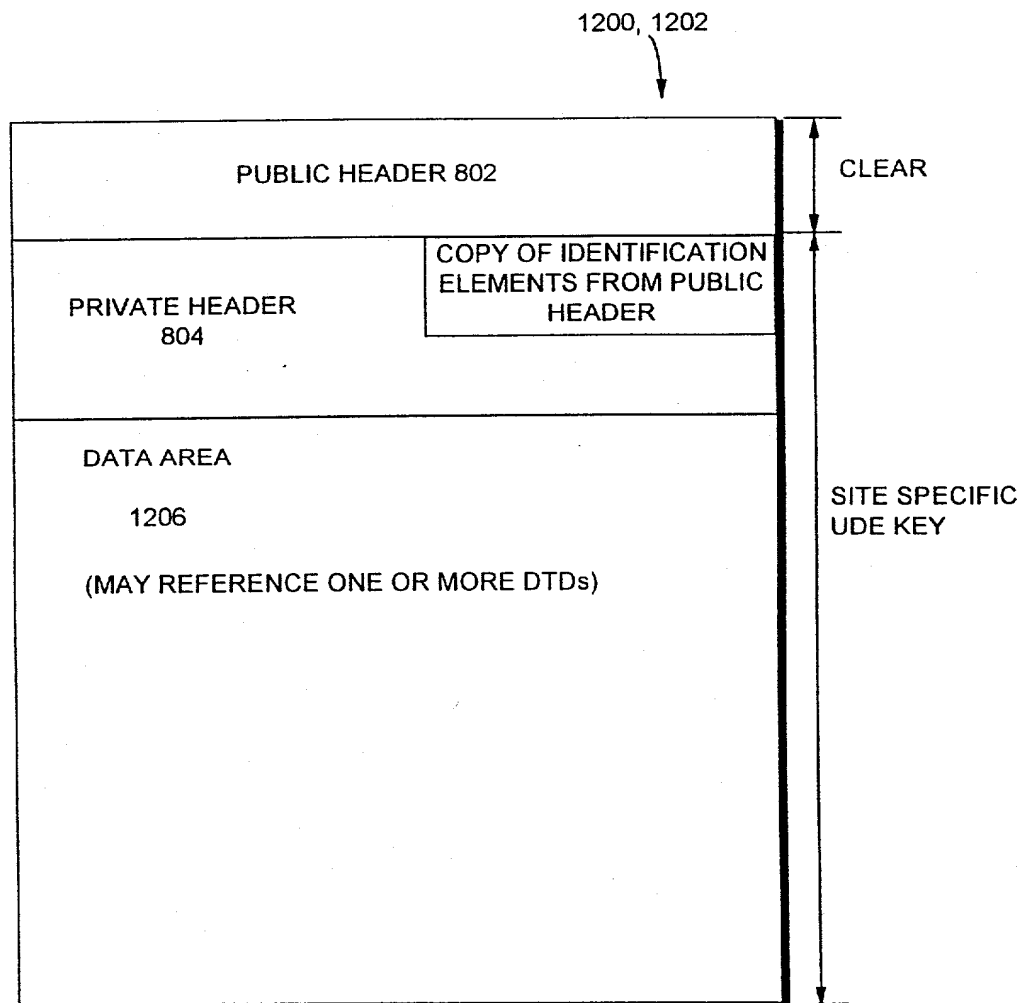 1200, 1202
PUBLIC HEADER 802
CLEAR
COPY OF IDENTIFICATION
ELEMENTS FROM PUBLIC
HEADER
PRIVATE HEADER
804
DATA AREA
1206
(MAY REFERENCE ONE OR MORE DTDs)
SITE SPECIFIC
UDE KEY